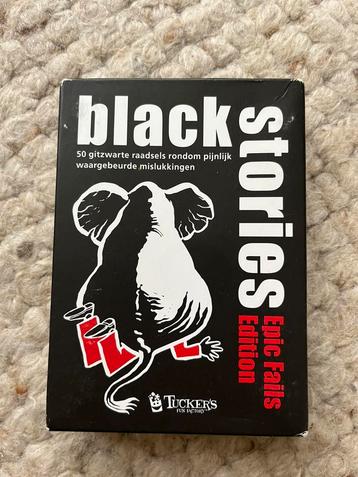 black
stories
50 gitzwarte raadsels rondom pijnlijk
waargebeurde mislukkingen
Epic Fails
Edition
TUCKER'S
FUN FACTORY